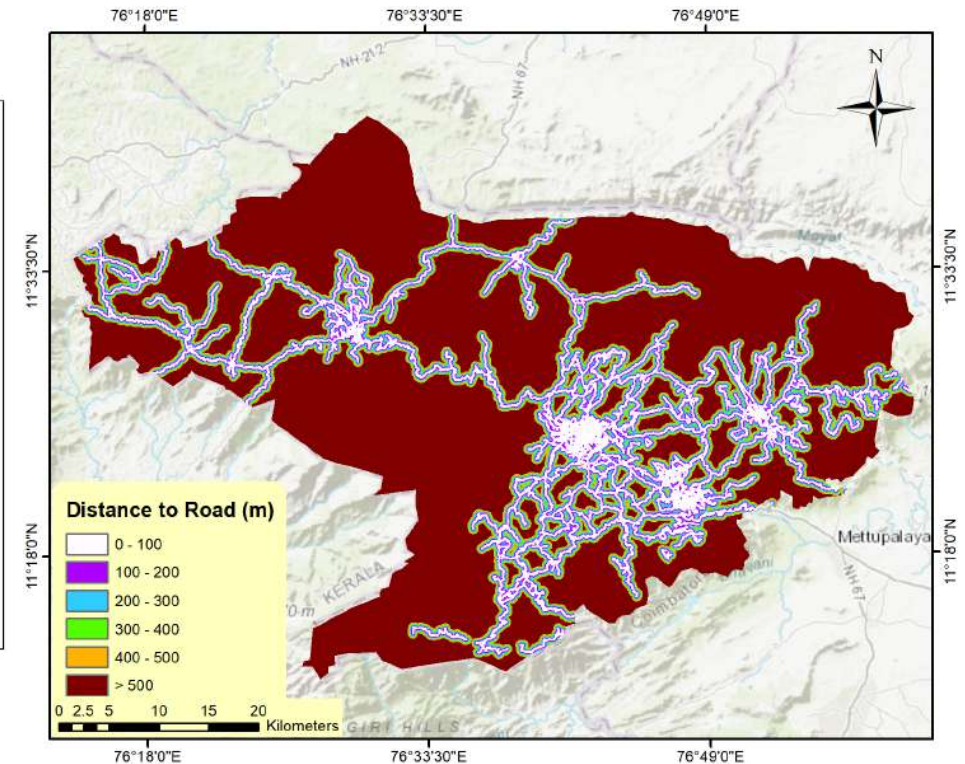 76°18'0"E 76°33'30"E 76°49'0"E
N
NH-212
NH 67
Moyar
11°33'30"N 11°33'30"N
Distance to Road (m)
0 - 100
100 - 200
200 - 300
300 - 400
400 - 500
> 500
11°18'0"N 11°18'0"N
Mettupalaya
KERALA
0 m
Coimbator
NH 67
0 2.5 5 10 15 20
Kilometers
GIRI HILLS
76°18'0"E 76°33'30"E 76°49'0"E